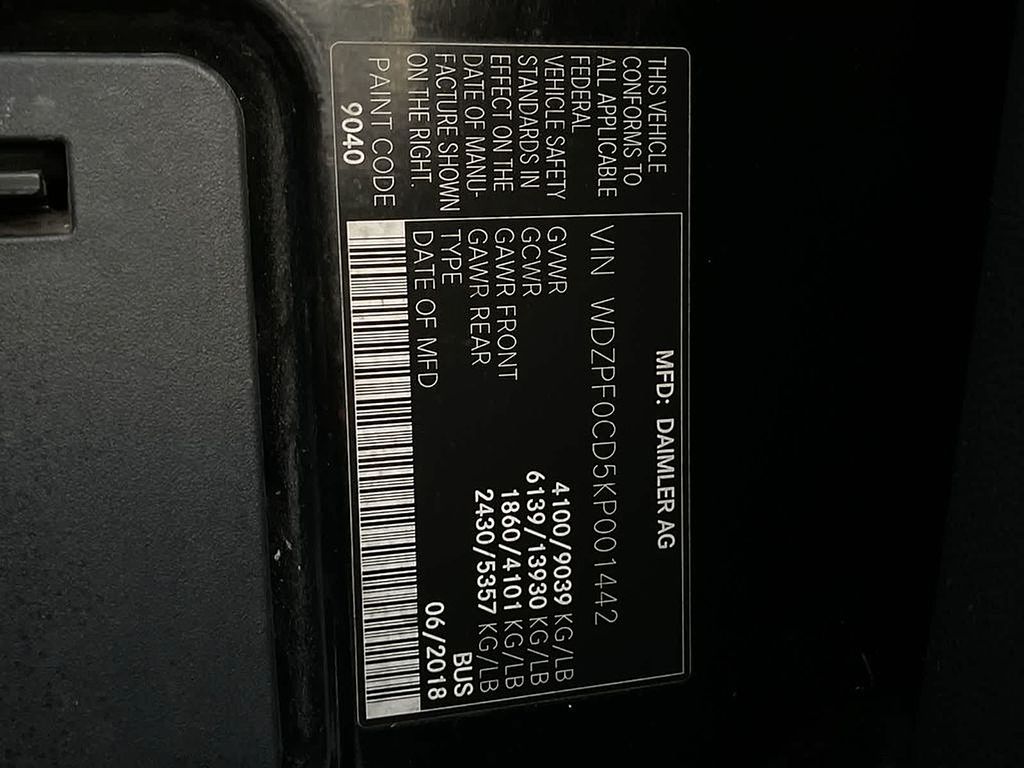 MFD: DAIMLER AG
THIS VEHICLE
CONFORMS TO
ALL APPLICABLE
FEDERAL
VEHICLE SAFETY
STANDARDS IN
EFFECT ON THE
DATE OF MANU-
FACTURE SHOWN
ON THE RIGHT.
PAINT CODE
9040
VIN WDZPF0CD5KP001442
GVWR 4100/9039 KG/LB
GCWR 6139/13930 KG/LB
GAWR FRONT 1860/4101 KG/LB
GAWR REAR 2430/5357 KG/LB
TYPE BUS
DATE OF MFD 06/2018